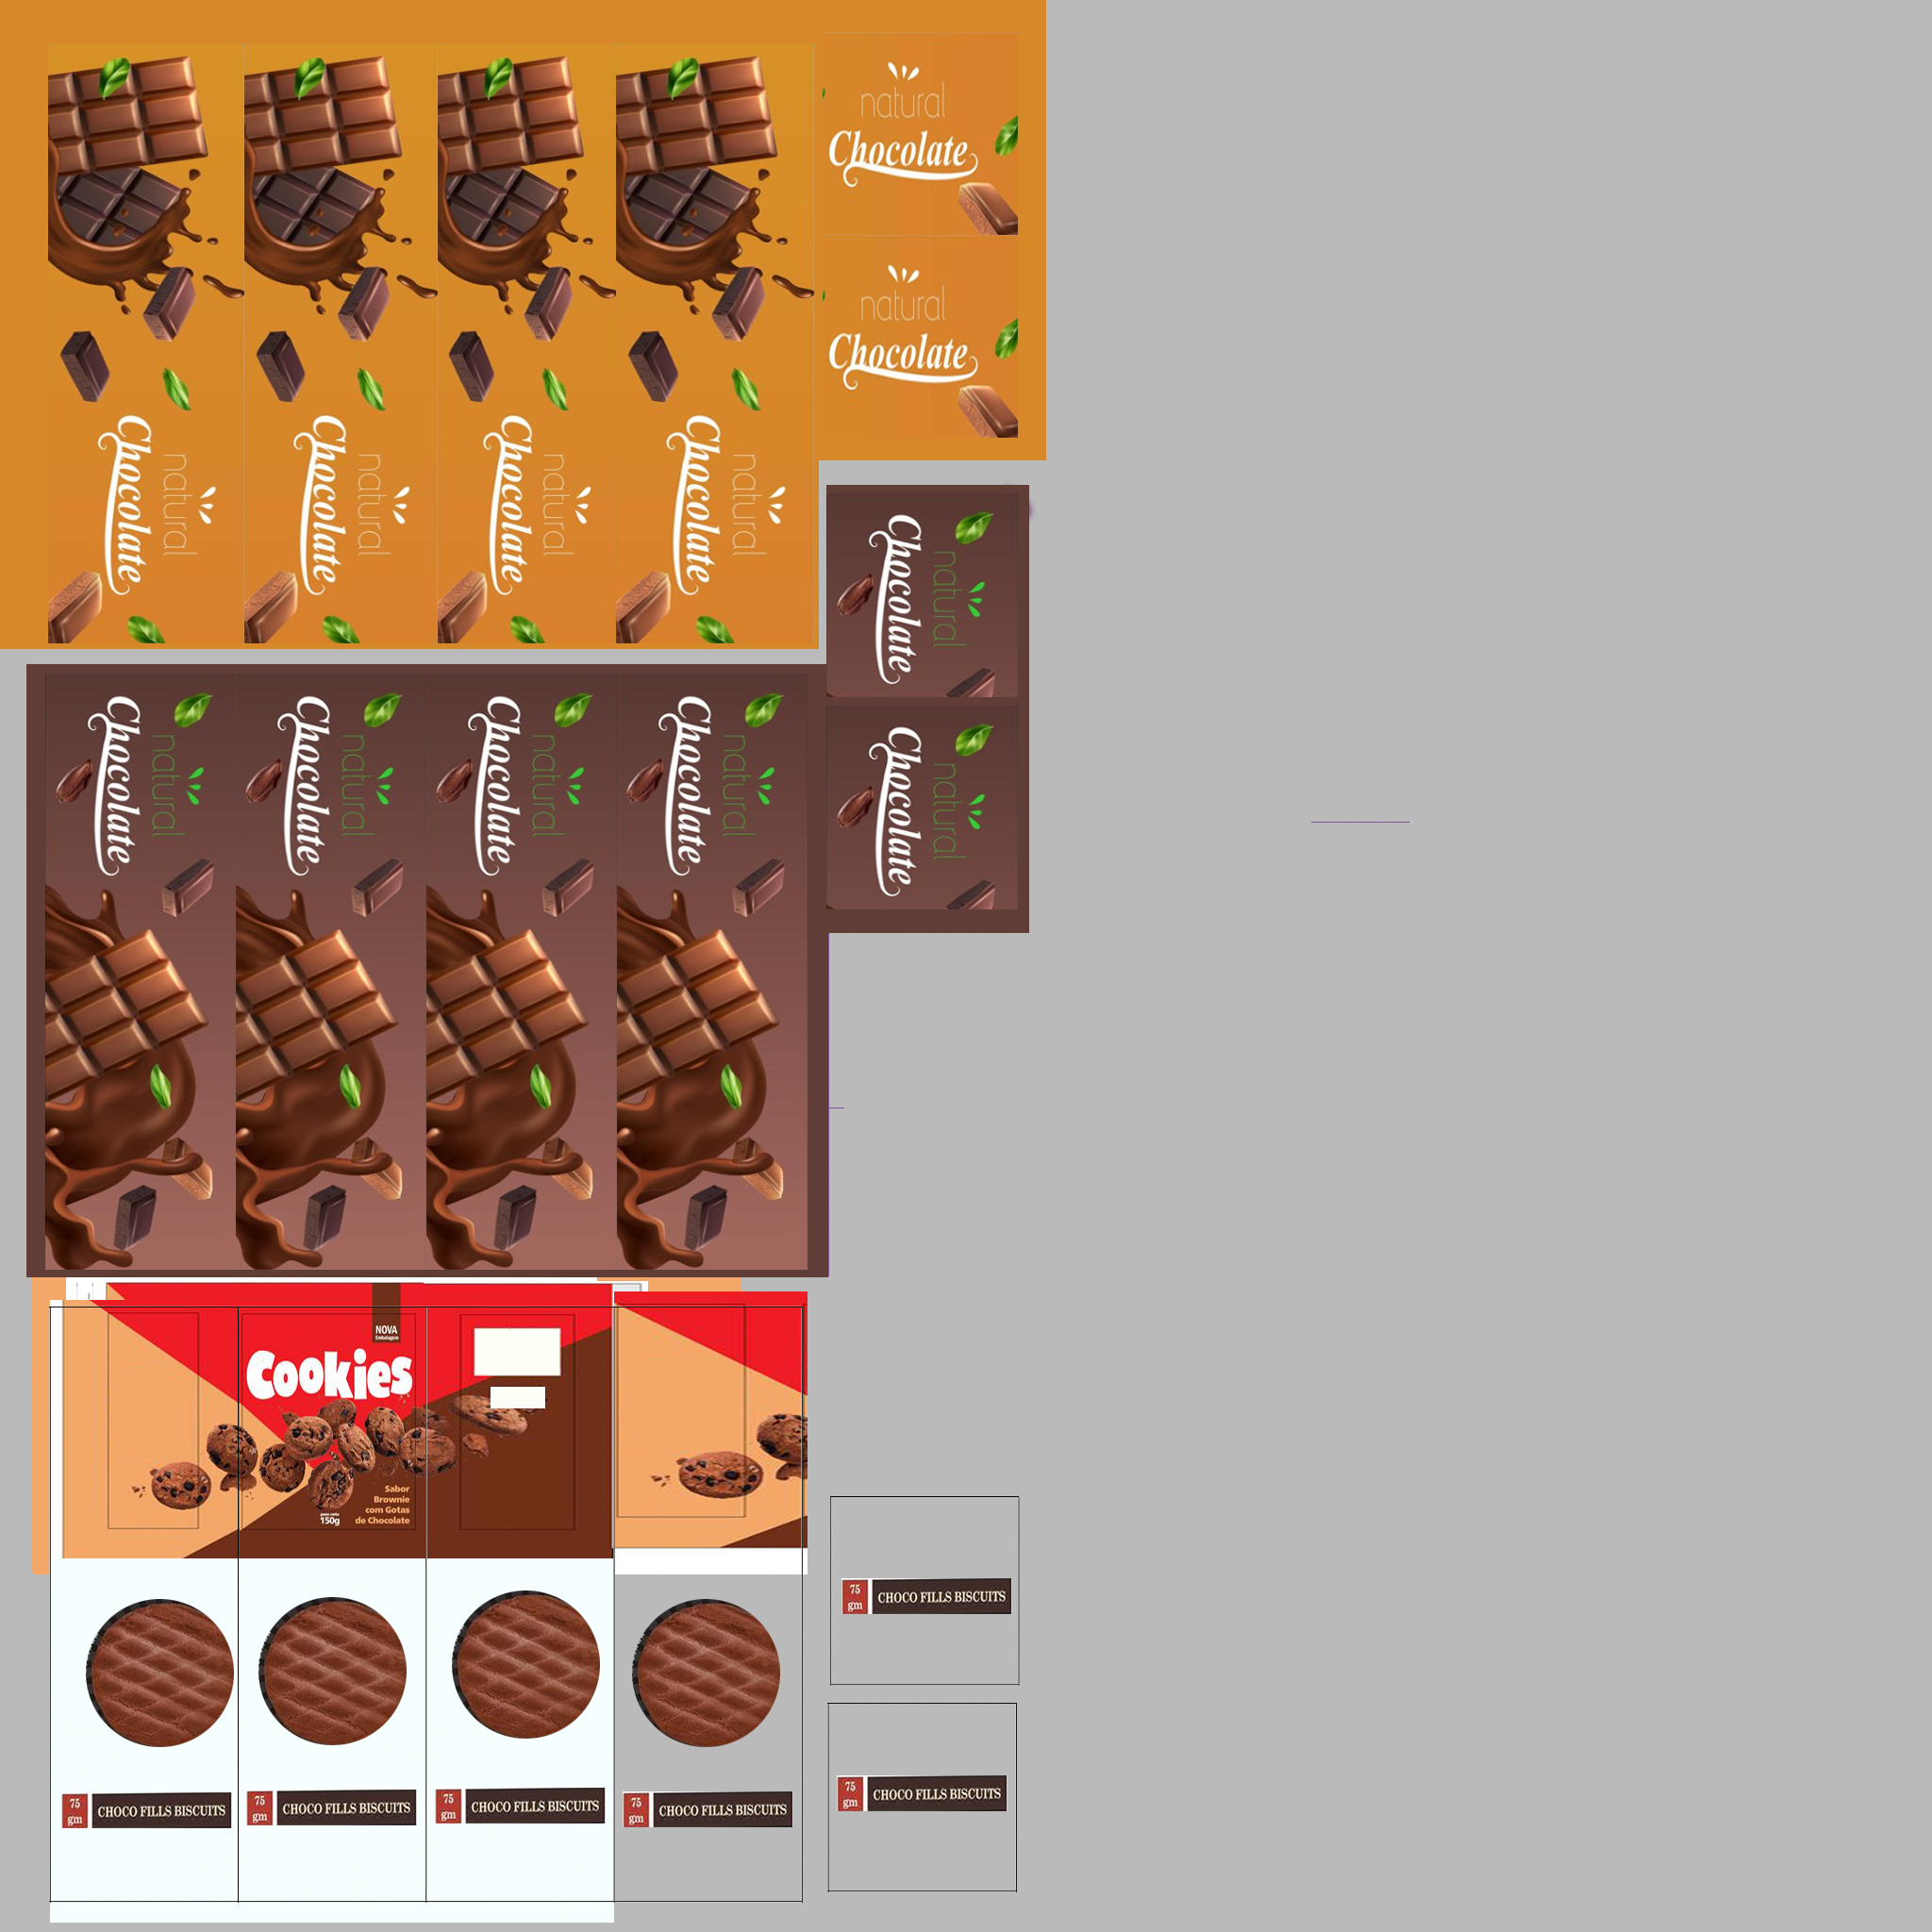 natural
Chocolate
natural
Chocolate
natural
Chocolate
natural
Chocolate
natural
Chocolate
natural
Chocolate
natural
Chocolate
natural
Chocolate
natural
Chocolate
natural
Chocolate
natural
Chocolate
natural
Chocolate
NOVA
Embalagem
Cookies
Sabor
Brownie
com Gotas
de Chocolate
peso neto
150g
75
gm
CHOCO FILLS BISCUITS
75
gm
CHOCO FILLS BISCUITS
75
gm
CHOCO FILLS BISCUITS
75
gm
CHOCO FILLS BISCUITS
75
gm
CHOCO FILLS BISCUITS
75
gm
CHOCO FILLS BISCUITS